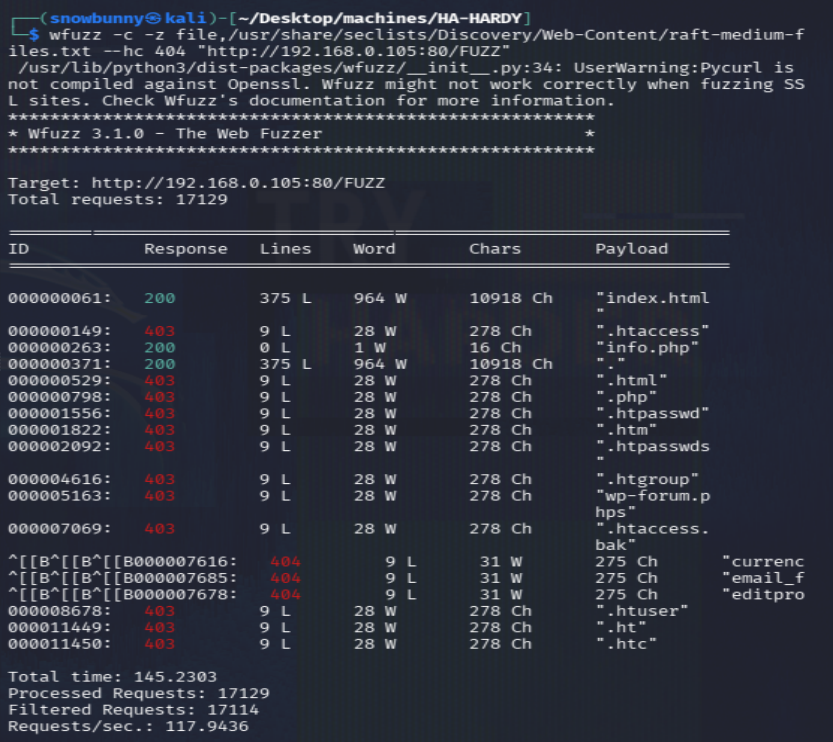 ┌──(snowbunny㉿kali)-[~/Desktop/machines/HA-HARDY]
└─$ wfuzz -c -z file,/usr/share/seclists/Discovery/Web-Content/raft-medium-f
iles.txt --hc 404 "http://192.168.0.105:80/FUZZ"
/usr/lib/python3/dist-packages/wfuzz/__init__.py:34: UserWarning:Pycurl is
not compiled against Openssl. Wfuzz might not work correctly when fuzzing SS
L sites. Check Wfuzz's documentation for more information.
********************************************************
* Wfuzz 3.1.0 - The Web Fuzzer                         *
********************************************************
Target: http://192.168.0.105:80/FUZZ
Total requests: 17129
=====================================================================
ID           Response   Lines    Word       Chars       Payload
=====================================================================
000000061:   200        375 L    964 W      10918 Ch    "index.html
"
000000149:   403        9 L      28 W       278 Ch      ".htaccess"
000000263:   200        0 L      1 W        16 Ch       "info.php"
000000371:   200        375 L    964 W      10918 Ch    "."
000000529:   403        9 L      28 W       278 Ch      ".html"
000000798:   403        9 L      28 W       278 Ch      ".php"
000001556:   403        9 L      28 W       278 Ch      ".htpasswd"
000001822:   403        9 L      28 W       278 Ch      ".htm"
000002092:   403        9 L      28 W       278 Ch      ".htpasswds
"
000004616:   403        9 L      28 W       278 Ch      ".htgroup"
000005163:   403        9 L      28 W       278 Ch      "wp-forum.p
hps"
000007069:   403        9 L      28 W       278 Ch      ".htaccess.
bak"
^[[B^[[B^[[B000007616:   404        9 L      31 W       275 Ch      "currenc
^[[B^[[B^[[B000007685:   404        9 L      31 W       275 Ch      "email_f
^[[B^[[B^[[B000007678:   404        9 L      31 W       275 Ch      "editpro
000008678:   403        9 L      28 W       278 Ch      ".htuser"
000011449:   403        9 L      28 W       278 Ch      ".ht"
000011450:   403        9 L      28 W       278 Ch      ".htc"
Total time: 145.2303
Processed Requests: 17129
Filtered Requests: 17114
Requests/sec.: 117.9436
TRY
HARDER